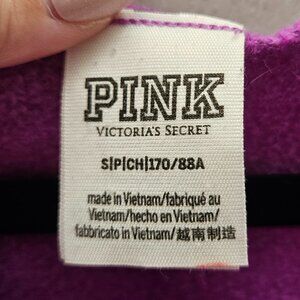 PINK
VICTORIA'S SECRET
S|P|CH|170/88A
made in Vietnam/fabriqué au
Vietnam/hecho en Vietnam/
fabbricato in Vietnam/越南制造